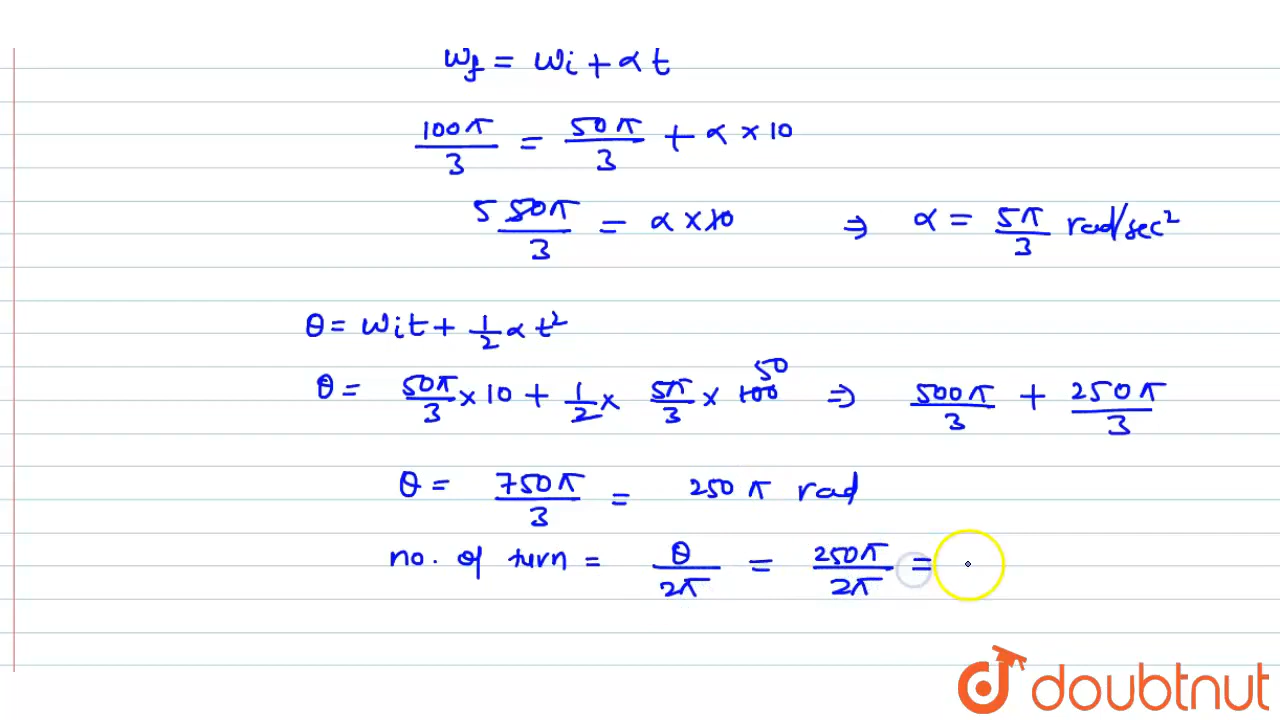 ωf = ωi + αt
100π/3 = 50π/3 + α × 10
5 50π/3 = α × 10 ⇒ α = 5π/3 rad/sec²
θ = ωit + 1/2 αt²
θ = 50π/3 × 10 + 1/2 × 5π/3 × 100 50 ⇒ 500π/3 + 250π/3
θ = 750π/3 = 250π rad
no. of turn = θ/2π = 250π/2π =
doubtnut